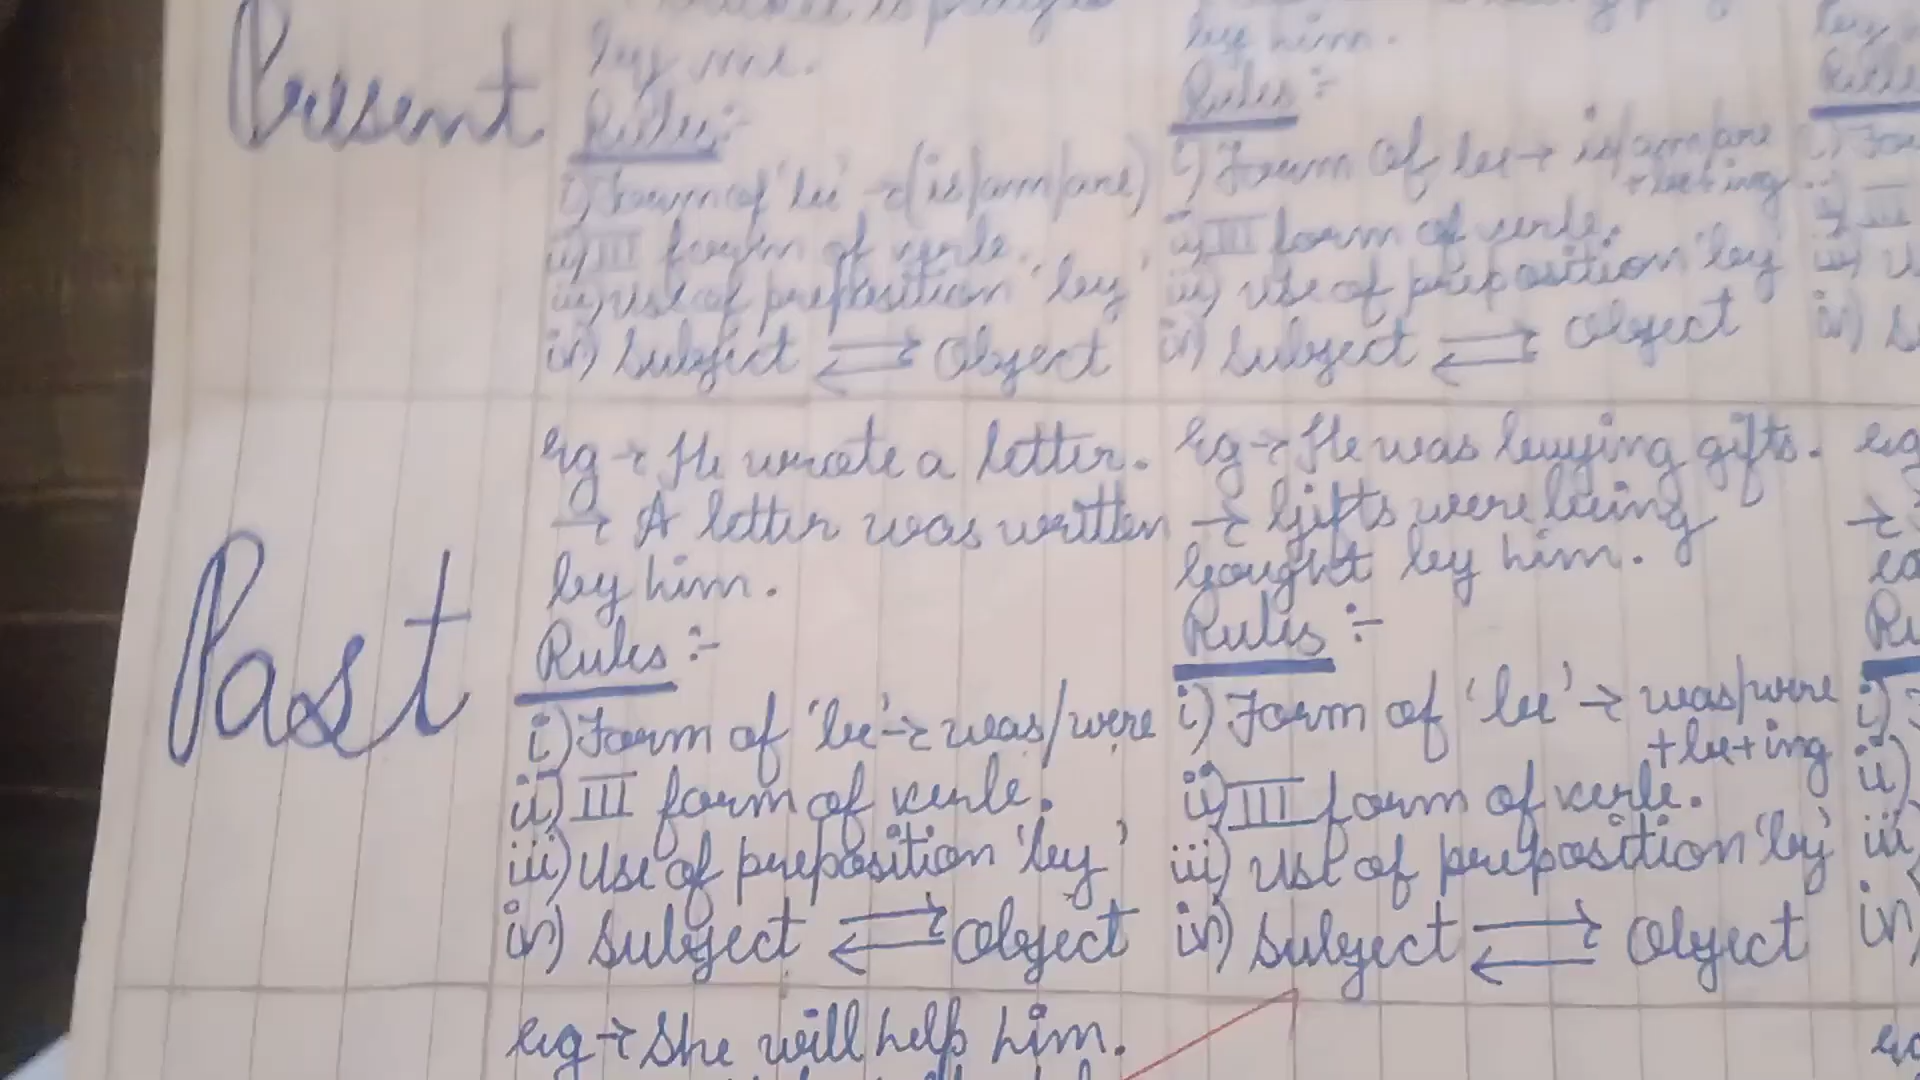 Present
by me.
Rules:-
i) Form of 'be' → (is/am/are)
ii) III form of verb.
iii) Use of preposition 'by'
iv) Subject ⇄ Object
by him.
Rules :-
i) Form of be → is/am/are
+be+ing
ii) III form of verb.
iii) Use of preposition 'by
iv) Subject ⇄ Object
Past
eg → He wrote a letter.
→ A letter was written
by him.
Rules :-
i) Form of 'be' → was/were
ii) III form of verb.
iii) Use of preposition 'by'
iv) Subject ⇄ Object
eg → He was buying gifts.
→ Gifts were being
bought by him.
Rules :-
i) Form of 'be' → was/were
+be+ing
ii) III form of verb.
iii) Use of preposition 'by'
iv) Subject ⇄ Object
eg → She will help him.